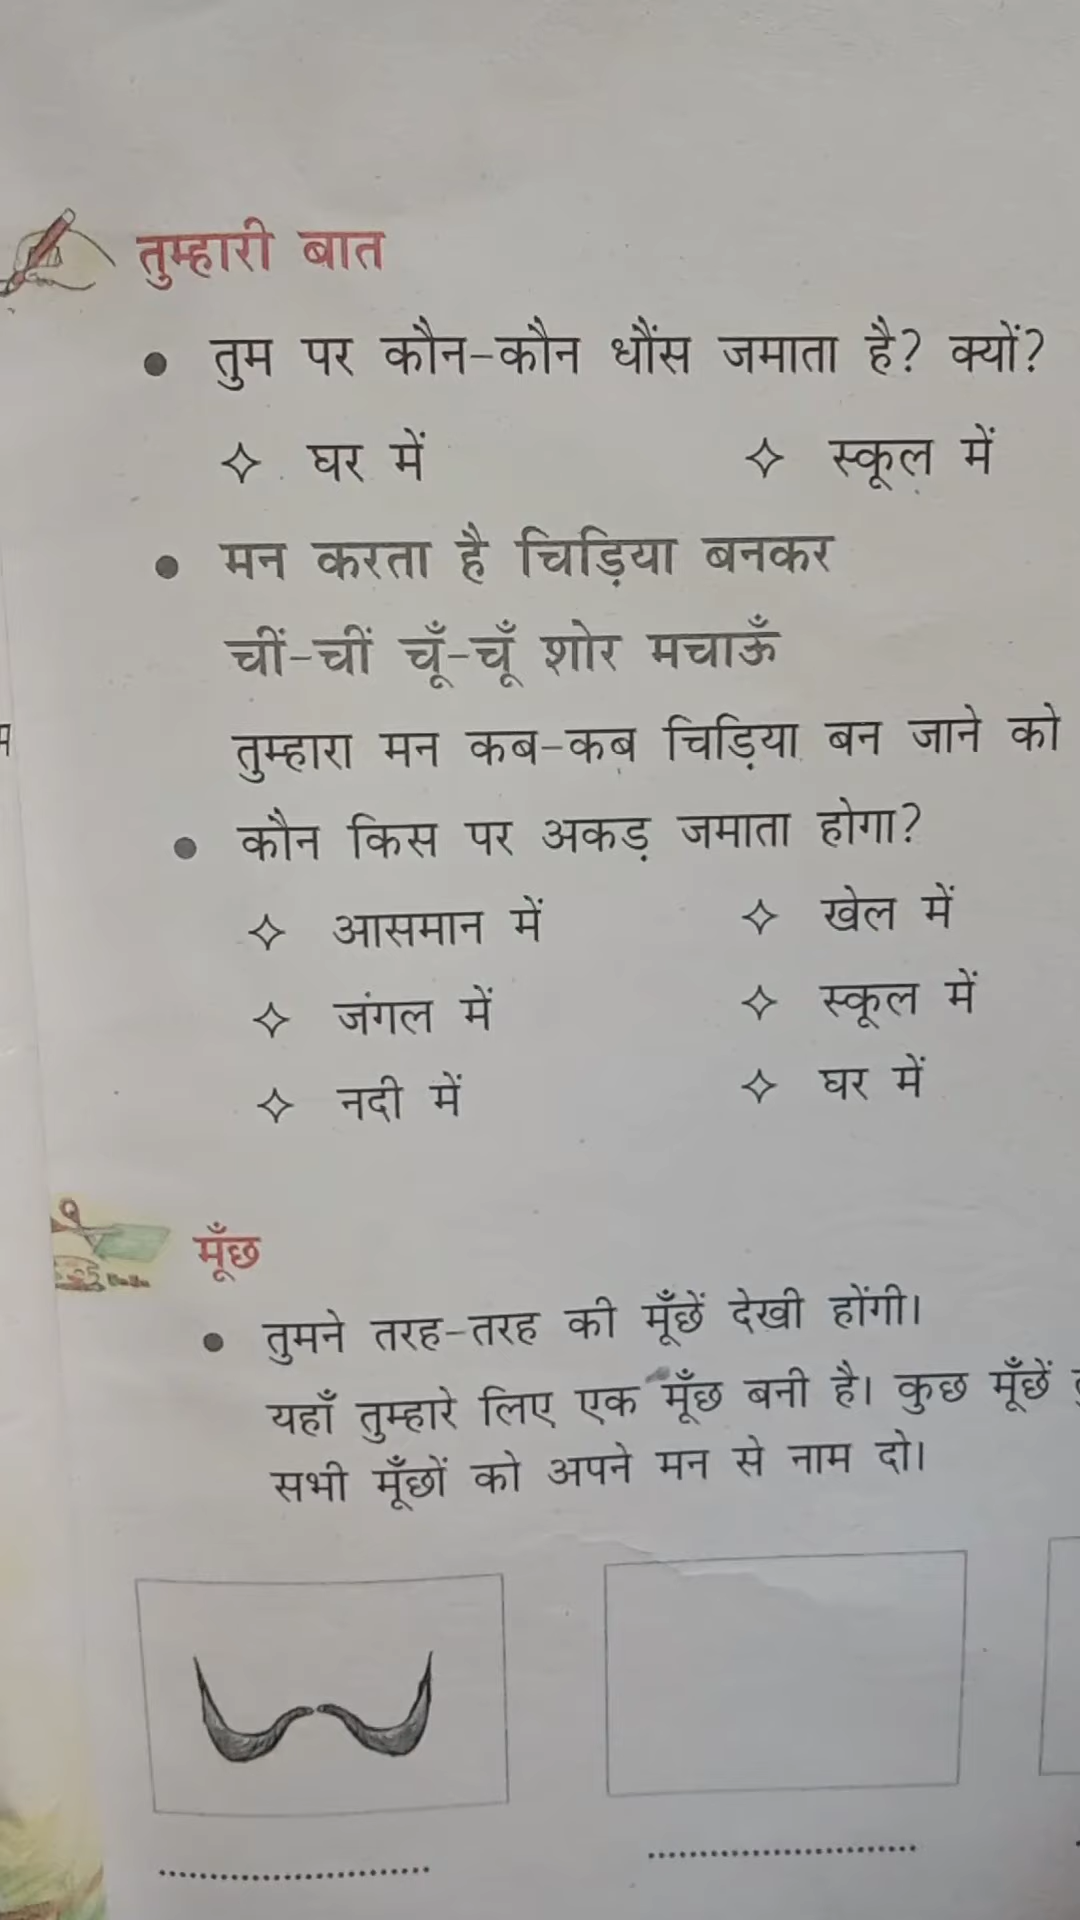 तुम्हारी बात
● तुम पर कौन-कौन धौंस जमाता है? क्यों?
✧ घर में ✧ स्कूल में
● मन करता है चिड़िया बनकर
चीं-चीं चूँ-चूँ शोर मचाऊँ
तुम्हारा मन कब-कब चिड़िया बन जाने को
● कौन किस पर अकड़ जमाता होगा?
✧ आसमान में ✧ खेल में
✧ जंगल में ✧ स्कूल में
✧ नदी में ✧ घर में
मूँछ
● तुमने तरह-तरह की मूँछें देखी होंगी।
यहाँ तुम्हारे लिए एक मूँछ बनी है। कुछ मूँछें
सभी मूँछों को अपने मन से नाम दो।